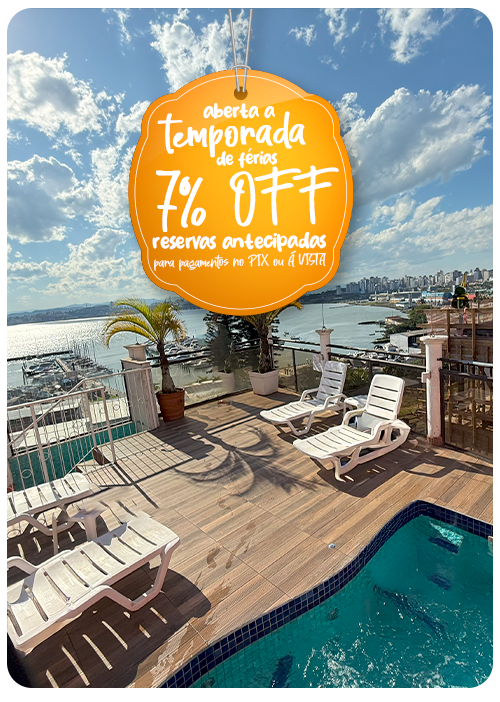 aberta a
temporada
de férias
7% OFF
reservas antecipadas
para pagamentos no PIX ou Á VISTA